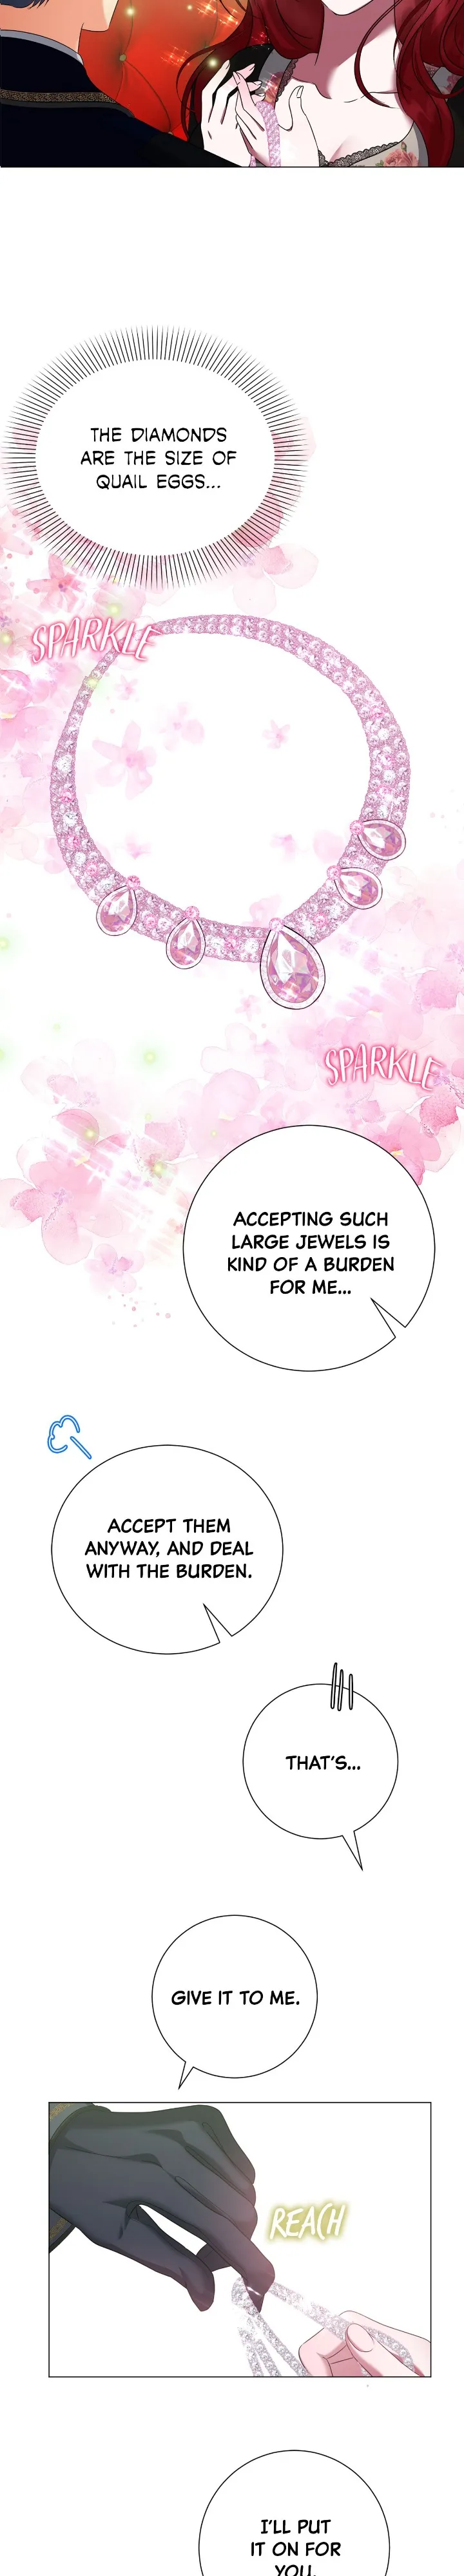 THE DIAMONDS
ARE THE SIZE OF
QUAIL EGGS...
SPARKLE
SPARKLE
ACCEPTING SUCH
LARGE JEWELS IS
KIND OF A BURDEN
FOR ME...
ACCEPT THEM
ANYWAY, AND DEAL
WITH THE BURDEN.
THAT'S...
GIVE IT TO ME.
REACH
I'LL PUT
IT ON FOR
YOU.